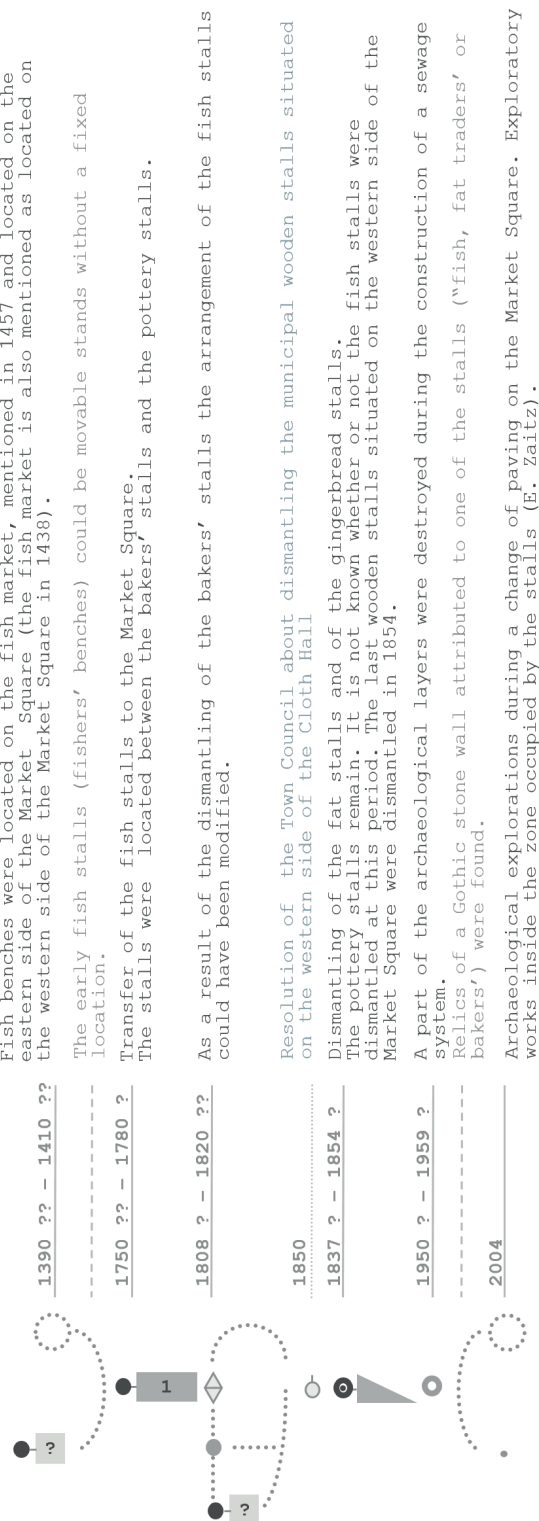 1390 ?? – 1410 ??
Fish benches were located on the fish market, mentioned in 1457 and located on the
eastern side of the Market Square (the fish market is also mentioned as located on
the western side of the Market Square in 1438).
The early fish stalls (fishers’ benches) could be movable stands without a fixed
location.
1750 ?? – 1780 ?
Transfer of the fish stalls to the Market Square.
The stalls were located between the bakers’ stalls and the pottery stalls.
1808 ? – 1820 ??
As a result of the dismantling of the bakers’ stalls the arrangement of the fish stalls
could have been modified.
1850
Resolution of the Town Council about dismantling the municipal wooden stalls situated
on the western side of the Cloth Hall
1837 ? – 1854 ?
Dismantling of the fat stalls and of the gingerbread stalls.
The pottery stalls remain. It is not known whether or not the fish stalls were
dismantled at this period. The last wooden stalls situated on the western side of the
Market Square were dismantled in 1854.
1950 ? – 1959 ?
A part of the archaeological layers were destroyed during the construction of a sewage
system.
Relics of a Gothic stone wall attributed to one of the stalls (“fish, fat traders’ or
bakers’) were found.
2004
Archaeological explorations during a change of paving on the Market Square. Exploratory
works inside the zone occupied by the stalls (E. Zaitz).
?
1
?